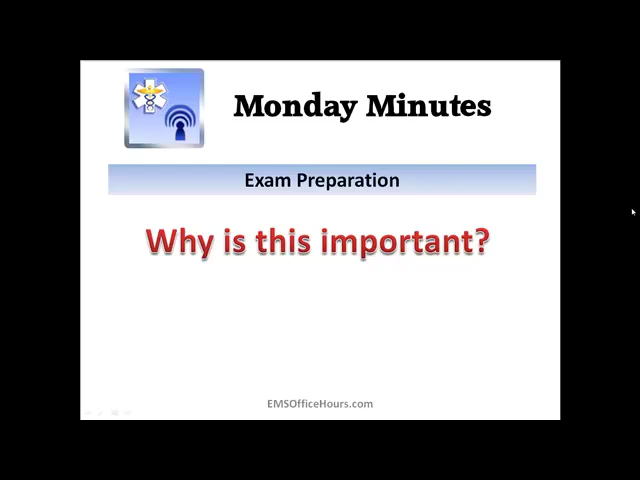 Monday Minutes
Exam Preparation
Why is this important?
EMSOfficeHours.com